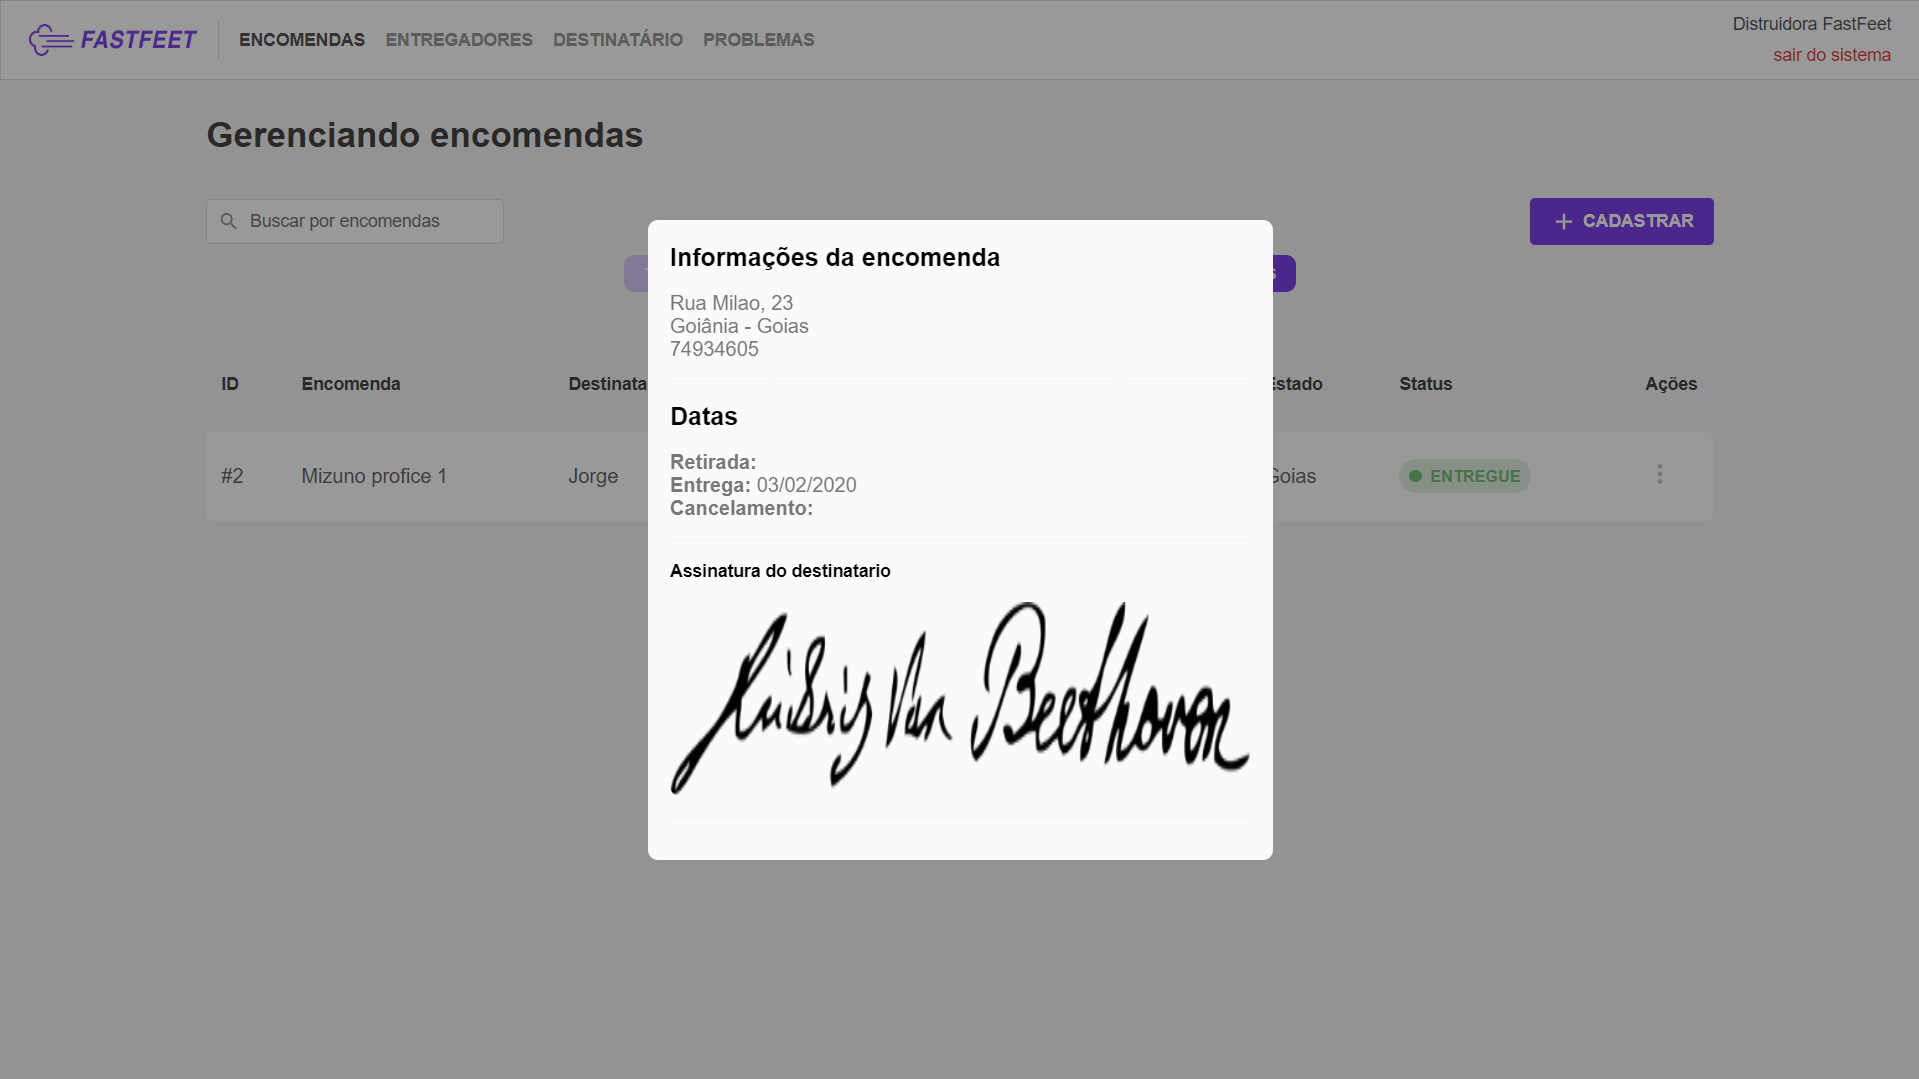 FASTFEET
ENCOMENDAS ENTREGADORES DESTINATÁRIO PROBLEMAS
Distruidora FastFeet
sair do sistema
Gerenciando encomendas
Buscar por encomendas
CADASTRAR
Informações da encomenda
Rua Milao, 23
Goiânia - Goias
74934605
ID Encomenda Destinata Estado Status Ações
Datas
#2 Mizuno profice 1 Jorge Goias ENTREGUE
Retirada:
Entrega: 03/02/2020
Cancelamento:
Assinatura do destinatario
Ludwig Van Beethoven